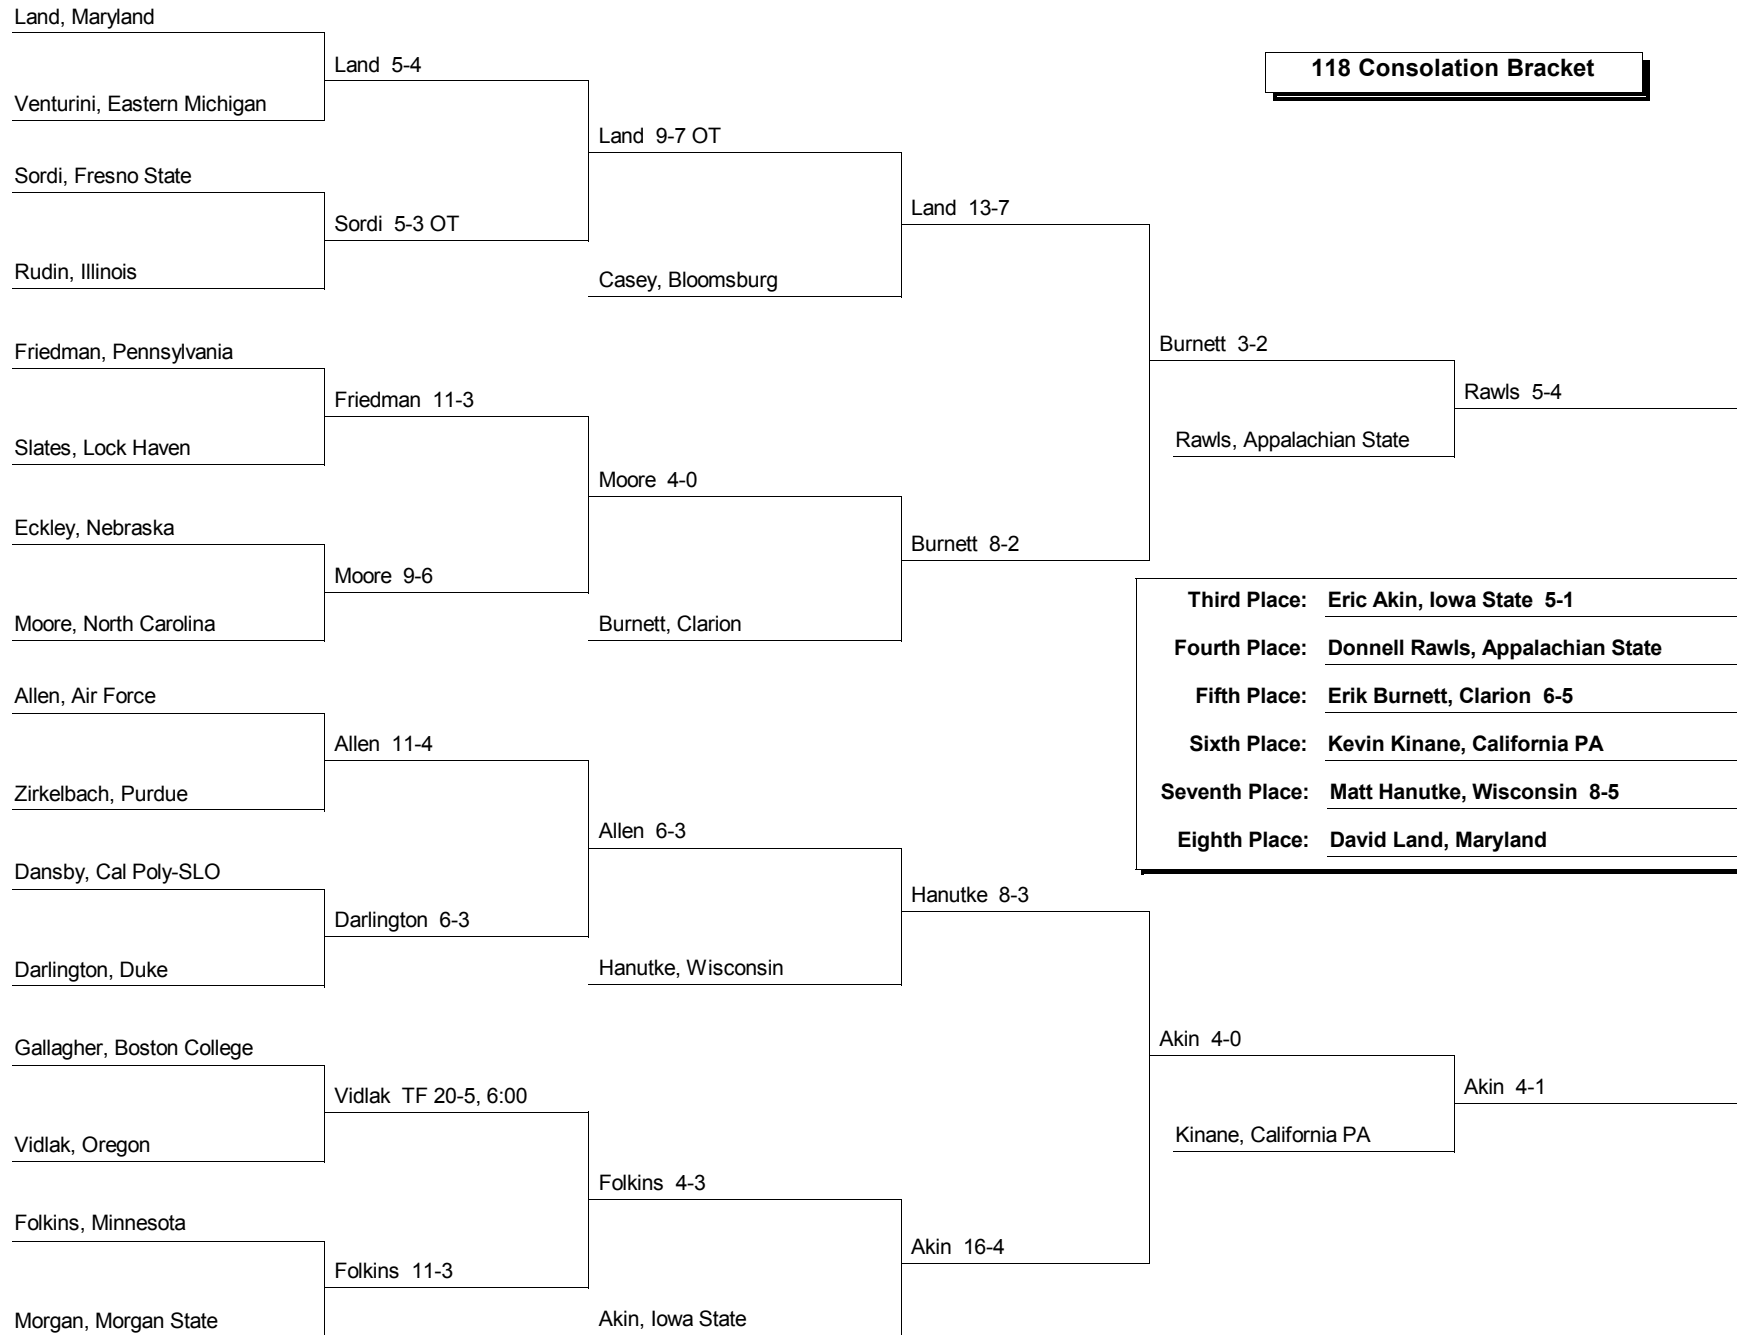 Land, Maryland
Land  5-4
118 Consolation Bracket
Venturini, Eastern Michigan
Land  9-7 OT
Sordi, Fresno State
Land  13-7
Sordi  5-3 OT
Rudin, Illinois
Casey, Bloomsburg
Burnett  3-2
Friedman, Pennsylvania
Rawls  5-4
Friedman  11-3
Rawls, Appalachian State
Slates, Lock Haven
Moore  4-0
Eckley, Nebraska
Burnett  8-2
Moore  9-6
Moore, North Carolina
Burnett, Clarion
Third Place: Eric Akin, Iowa State  5-1
Fourth Place: Donnell Rawls, Appalachian State
Fifth Place: Erik Burnett, Clarion  6-5
Sixth Place: Kevin Kinane, California PA
Seventh Place: Matt Hanutke, Wisconsin  8-5
Eighth Place: David Land, Maryland
Allen, Air Force
Allen  11-4
Zirkelbach, Purdue
Allen  6-3
Dansby, Cal Poly-SLO
Hanutke  8-3
Darlington  6-3
Darlington, Duke
Hanutke, Wisconsin
Akin  4-0
Gallagher, Boston College
Akin  4-1
Vidlak  TF 20-5, 6:00
Kinane, California PA
Vidlak, Oregon
Folkins  4-3
Folkins, Minnesota
Akin  16-4
Folkins  11-3
Morgan, Morgan State
Akin, Iowa State